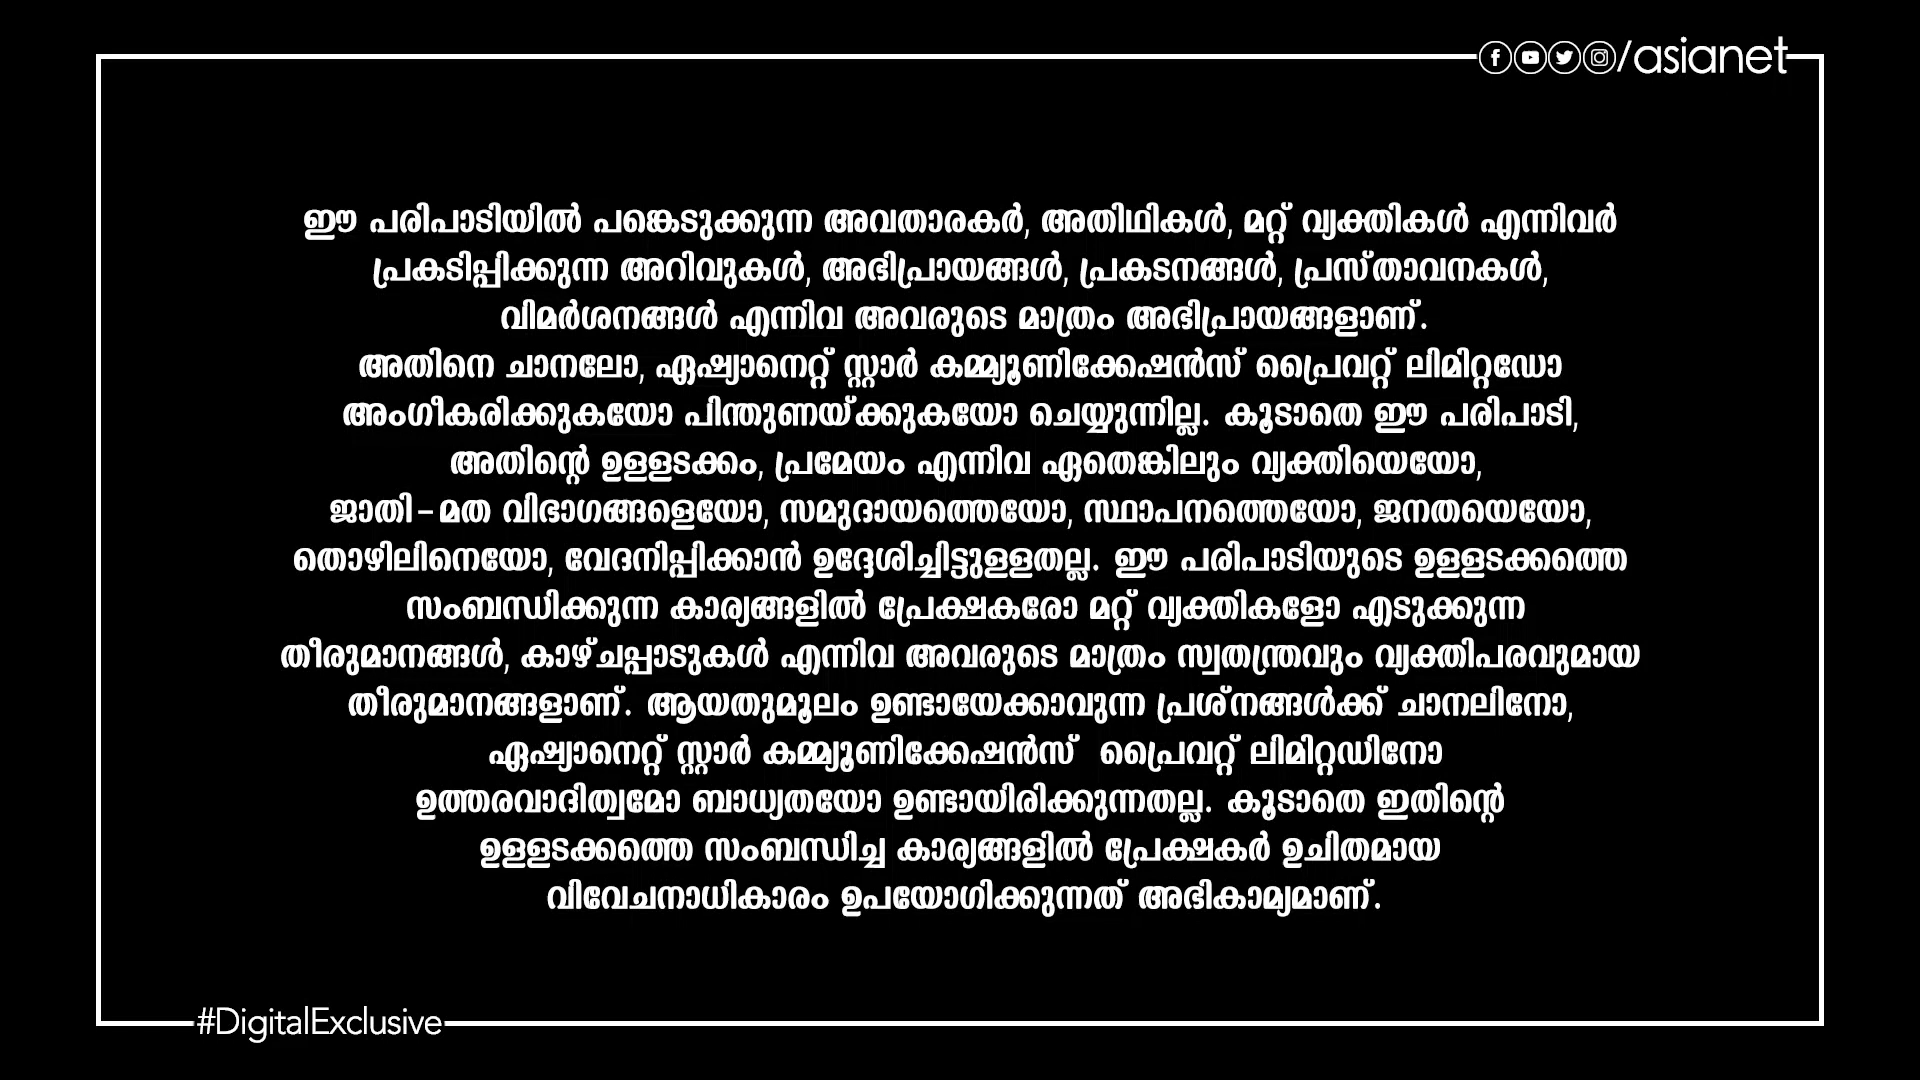 /asianet
ഈ പരിപാടിയിൽ പങ്കെടുക്കുന്ന അവതാരകർ, അതിഥികൾ, മറ്റ് വ്യക്തികൾ എന്നിവർ
പ്രകടിപ്പിക്കുന്ന അറിവുകൾ, അഭിപ്രായങ്ങൾ, പ്രകടനങ്ങൾ, പ്രസ്താവനകൾ,
വിമർശനങ്ങൾ എന്നിവ അവരുടെ മാത്രം അഭിപ്രായങ്ങളാണ്.
അതിനെ ചാനലോ, ഏഷ്യാനെറ്റ് സ്റ്റാർ കമ്മ്യൂണിക്കേഷൻസ് പ്രൈവറ്റ് ലിമിറ്റഡോ
അംഗീകരിക്കുകയോ പിന്തുണയ്ക്കുകയോ ചെയ്യുന്നില്ല. കൂടാതെ ഈ പരിപാടി,
അതിന്റെ ഉള്ളടക്കം, പ്രമേയം എന്നിവ ഏതെങ്കിലും വ്യക്തിയെയോ,
ജാതി-മത വിഭാഗങ്ങളെയോ, സമുദായത്തെയോ, സ്ഥാപനത്തെയോ, ജനതയെയോ,
തൊഴിലിനെയോ, വേദനിപ്പിക്കാൻ ഉദ്ദേശിച്ചിട്ടുള്ളതല്ല. ഈ പരിപാടിയുടെ ഉള്ളടക്കത്തെ
സംബന്ധിക്കുന്ന കാര്യങ്ങളിൽ പ്രേക്ഷകരോ മറ്റ് വ്യക്തികളോ എടുക്കുന്ന
തീരുമാനങ്ങൾ, കാഴ്ചപ്പാടുകൾ എന്നിവ അവരുടെ മാത്രം സ്വതന്ത്രവും വ്യക്തിപരവുമായ
തീരുമാനങ്ങളാണ്. ആയതുമൂലം ഉണ്ടായേക്കാവുന്ന പ്രശ്നങ്ങൾക്ക് ചാനലിനോ,
ഏഷ്യാനെറ്റ് സ്റ്റാർ കമ്മ്യൂണിക്കേഷൻസ് പ്രൈവറ്റ് ലിമിറ്റഡിനോ
ഉത്തരവാദിത്വമോ ബാധ്യതയോ ഉണ്ടായിരിക്കുന്നതല്ല. കൂടാതെ ഇതിന്റെ
ഉള്ളടക്കത്തെ സംബന്ധിച്ച കാര്യങ്ങളിൽ പ്രേക്ഷകർ ഉചിതമായ
വിവേചനാധികാരം ഉപയോഗിക്കുന്നത് അഭികാമ്യമാണ്.
#DigitalExclusive